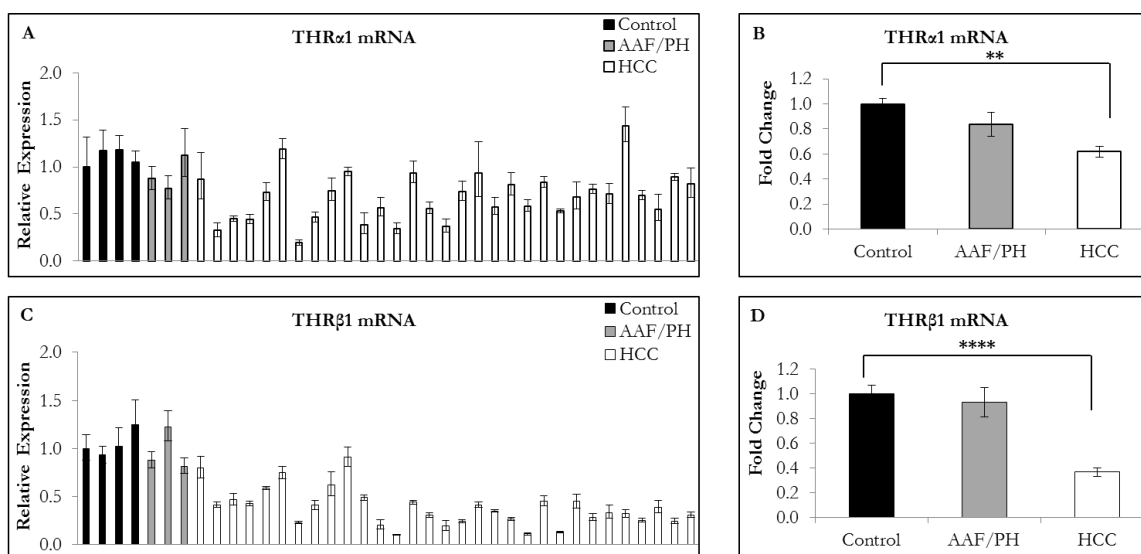 A
THRα1 mRNA
Control
AAF/PH
HCC
Relative Expression
2.0
1.5
1.0
0.5
0.0
B
THRα1 mRNA
**
Fold Change
1.2
1.0
0.8
0.6
0.4
0.2
0.0
Control AAF/PH HCC
C
THRβ1 mRNA
Control
AAF/PH
HCC
Relative Expression
2.0
1.5
1.0
0.5
0.0
D
THRβ1 mRNA
****
Fold Change
1.2
1.0
0.8
0.6
0.4
0.2
0.0
Control AAF/PH HCC